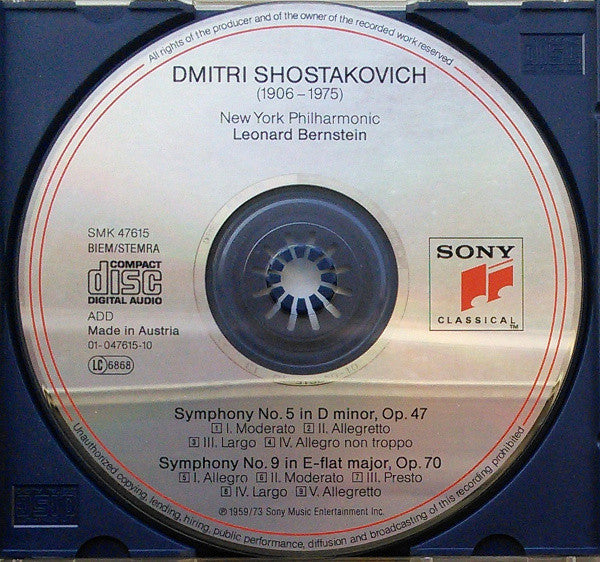 All rights of the producer and of the owner of the recorded work reserved
DMITRI SHOSTAKOVICH
(1906–1975)
New York Philharmonic
Leonard Bernstein
SMK 47615
BIEM/STEMRA
COMPACT
disc
DIGITAL AUDIO
ADD
Made in Austria
01-047615-10
LC 6868
SONY
CLASSICAL™
Symphony No. 5 in D minor, Op. 47
1 I. Moderato 2 II. Allegretto
3 III. Largo 4 IV. Allegro non troppo
Symphony No. 9 in E-flat major, Op. 70
5 I. Allegro 6 II. Moderato 7 III. Presto
8 IV. Largo 9 V. Allegretto
℗ 1959/73 Sony Music Entertainment Inc.
Unauthorized copying, lending, hiring, public performance, diffusion and broadcasting of this recording prohibited